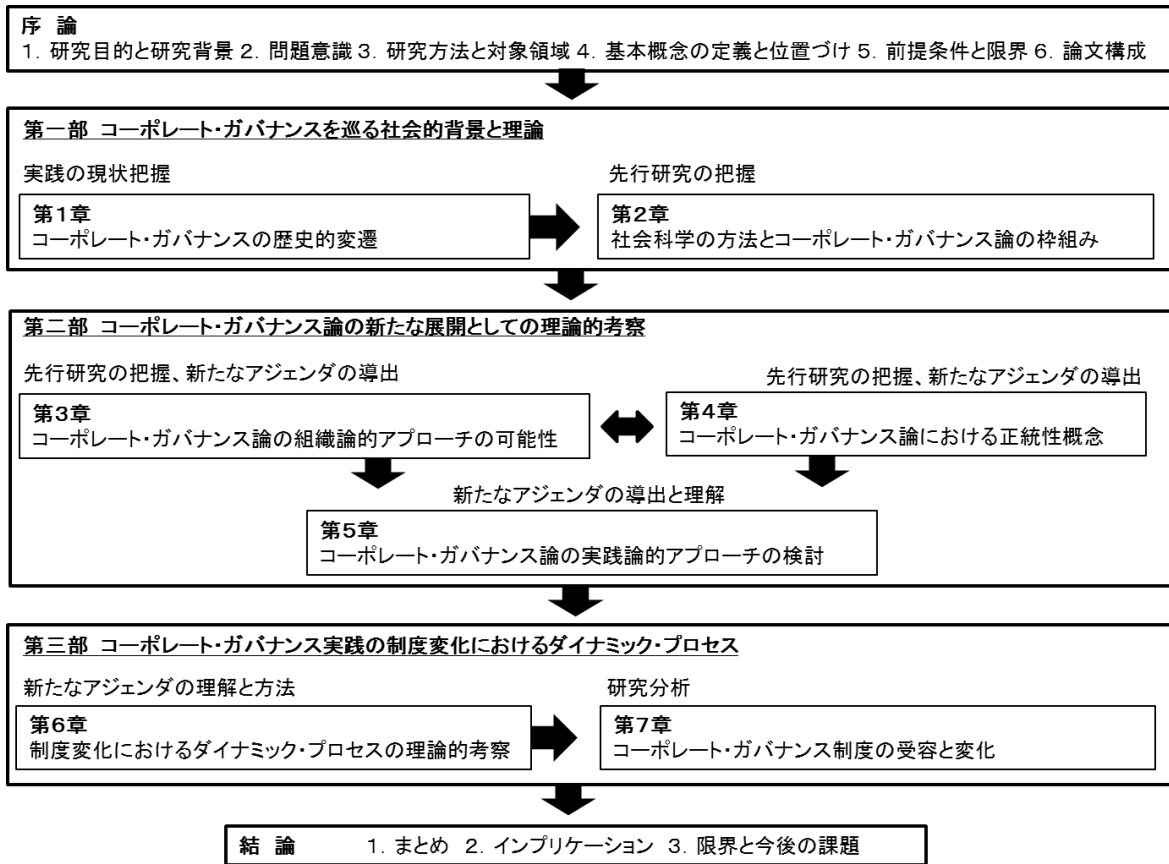 序 論
1．研究目的と研究背景 2．問題意識 3．研究方法と対象領域 4．基本概念の定義と位置づけ 5．前提条件と限界 6．論文構成
第一部 コーポレート・ガバナンスを巡る社会的背景と理論
実践の現状把握
第1章
コーポレート・ガバナンスの歴史的変遷
先行研究の把握
第2章
社会科学の方法とコーポレート・ガバナンス論の枠組み
第二部 コーポレート・ガバナンス論の新たな展開としての理論的考察
先行研究の把握、新たなアジェンダの導出
第3章
コーポレート・ガバナンス論の組織論的アプローチの可能性
先行研究の把握、新たなアジェンダの導出
第4章
コーポレート・ガバナンス論における正統性概念
新たなアジェンダの導出と理解
第5章
コーポレート・ガバナンス論の実践論的アプローチの検討
第三部 コーポレート・ガバナンス実践の制度変化におけるダイナミック・プロセス
新たなアジェンダの理解と方法
第6章
制度変化におけるダイナミック・プロセスの理論的考察
研究分析
第7章
コーポレート・ガバナンス制度の受容と変化
結 論 1．まとめ 2．インプリケーション 3．限界と今後の課題